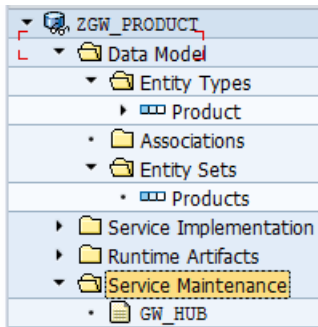 ZGW_PRODUCT
Data Model
Entity Types
Product
Associations
Entity Sets
Products
Service Implementation
Runtime Artifacts
Service Maintenance
GW_HUB